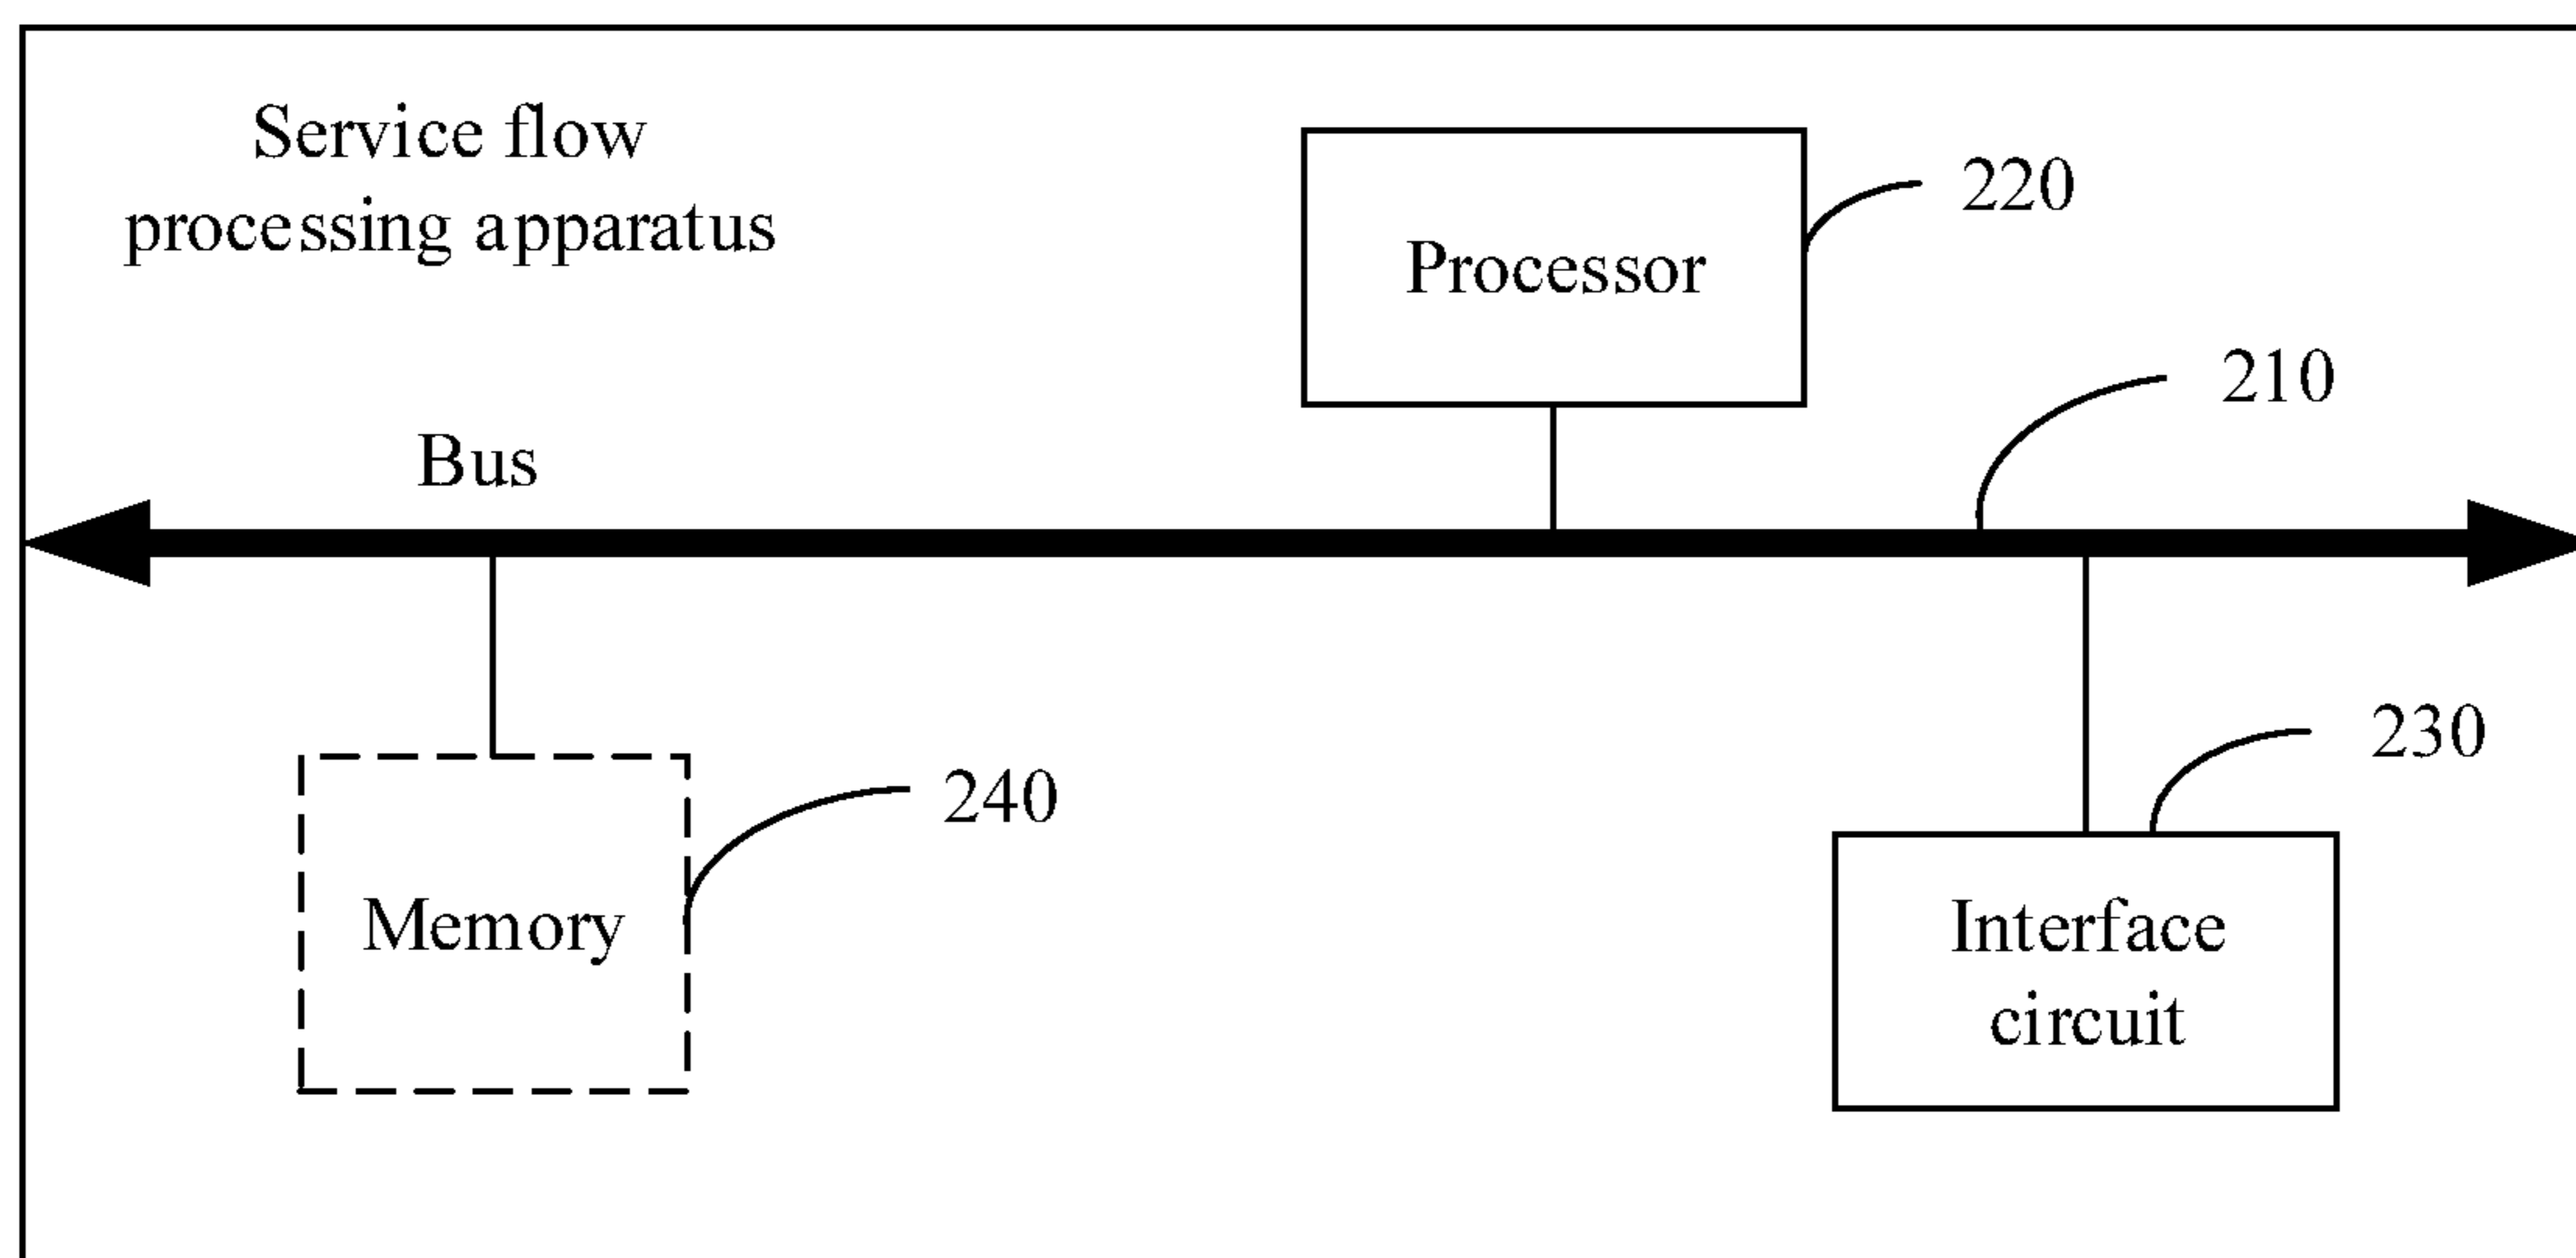 Service flow
processing apparatus
Processor
220
210
Bus
240
Memory
230
Interface
circuit